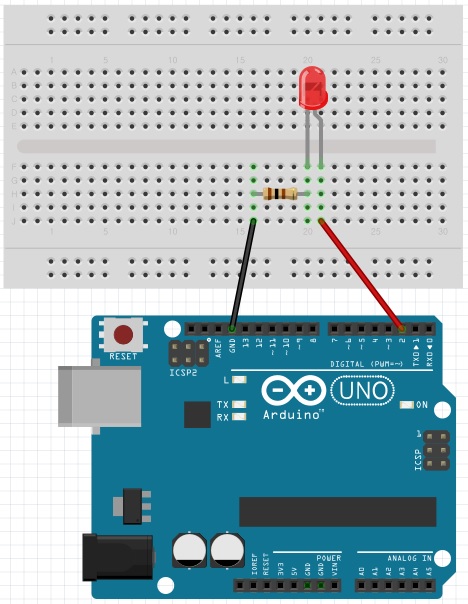 1 5 10 15 20 25 30
A
B
C
D
E
F
G
H
I
J
1 5 10 15 20 25 30
RESET
ICSP2
AREF
GND
13
12
~11
~10
~9
8
7
~6
~5
4
~3
2
TXD▸1
RXD◂0
DIGITAL (PWM=~)
L
TX
RX
Arduino™
UNO
ON
1
ICSP
POWER
ANALOG IN
IOREF
RESET
3V3
5V
GND
GND
VIN
A0
A1
A2
A3
A4
A5